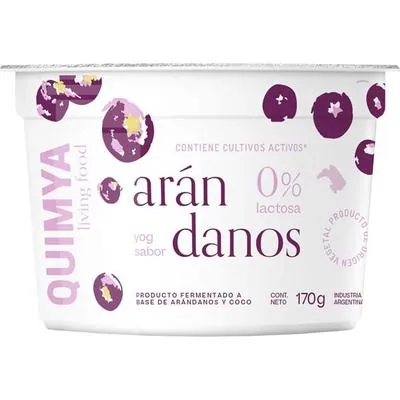 QUIMYA
living food
CONTIENE CULTIVOS ACTIVOS*
arán
danos
0%
lactosa
yog
sabor
PRODUCTO DE ORIGEN VEGETAL
PRODUCTO FERMENTADO A
BASE DE ARÁNDANOS Y COCO
CONT.
NETO
170g
INDUSTRIA
ARGENTINA